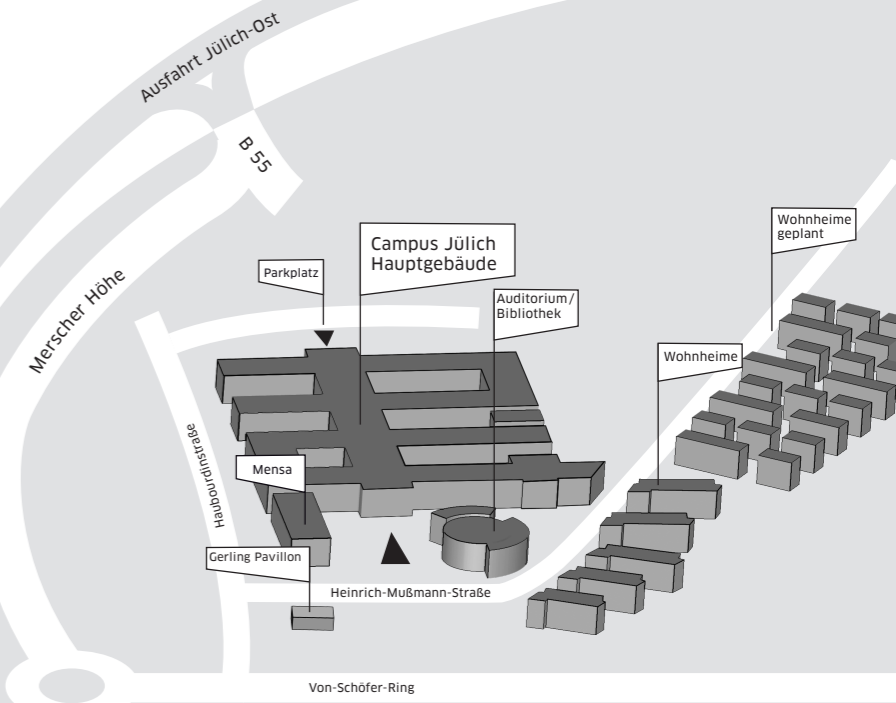 Ausfahrt Jülich-Ost
B 55
Merscher Höhe
Wohnheime
geplant
Campus Jülich
Hauptgebäude
Parkplatz
Auditorium/
Bibliothek
Wohnheime
Haubourdinstraße
Mensa
Gerling Pavillon
Heinrich-Mußmann-Straße
Von-Schöfer-Ring